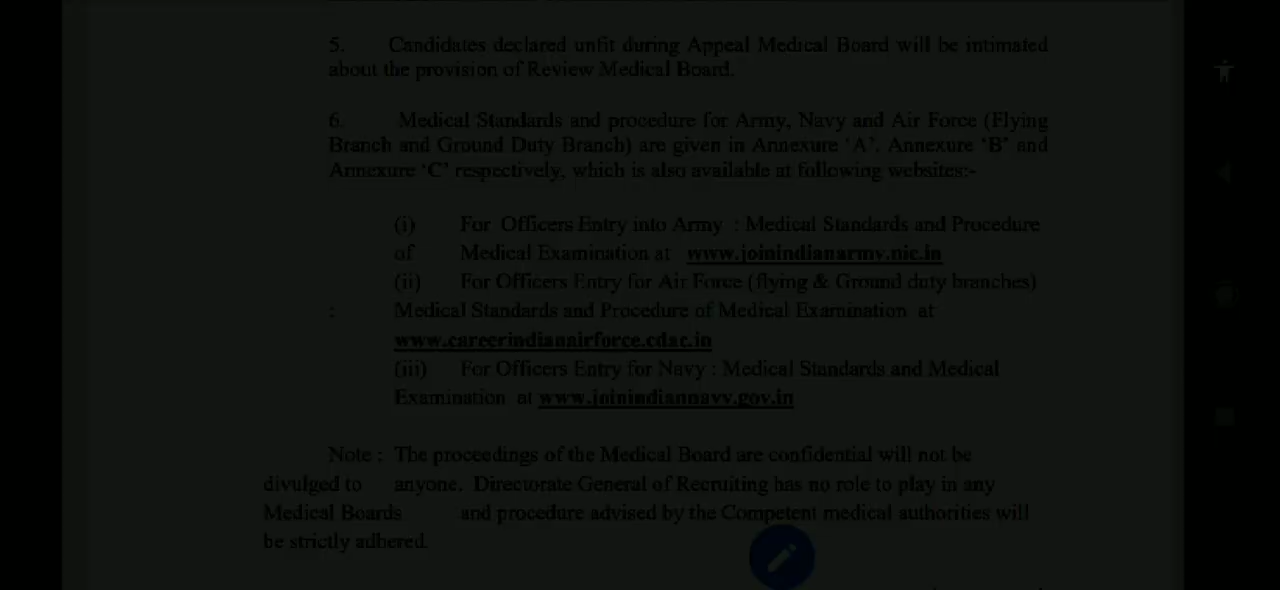 5. Candidates declared unfit during Appeal Medical Board will be intimated
about the provision of Review Medical Board.
6. Medical Standards and procedure for Army, Navy and Air Force (Flying
Branch and Ground Duty Branch) are given in Annexure 'A', Annexure 'B' and
Annexure 'C' respectively, which is also available at following websites:-
(i) For Officers Entry into Army : Medical Standards and Procedure
of Medical Examination at www.joinindianarmy.nic.in
(ii) For Officers Entry for Air Force (flying & Ground duty branches)
: Medical Standards and Procedure of Medical Examination at
www.careerindianairforce.cdac.in
(iii) For Officers Entry for Navy : Medical Standards and Medical
Examination at www.joinindiannavy.gov.in
Note : The proceedings of the Medical Board are confidential will not be
divulged to anyone. Directorate General of Recruiting has no role to play in any
Medical Boards and procedure advised by the Competent medical authorities will
be strictly adhered.